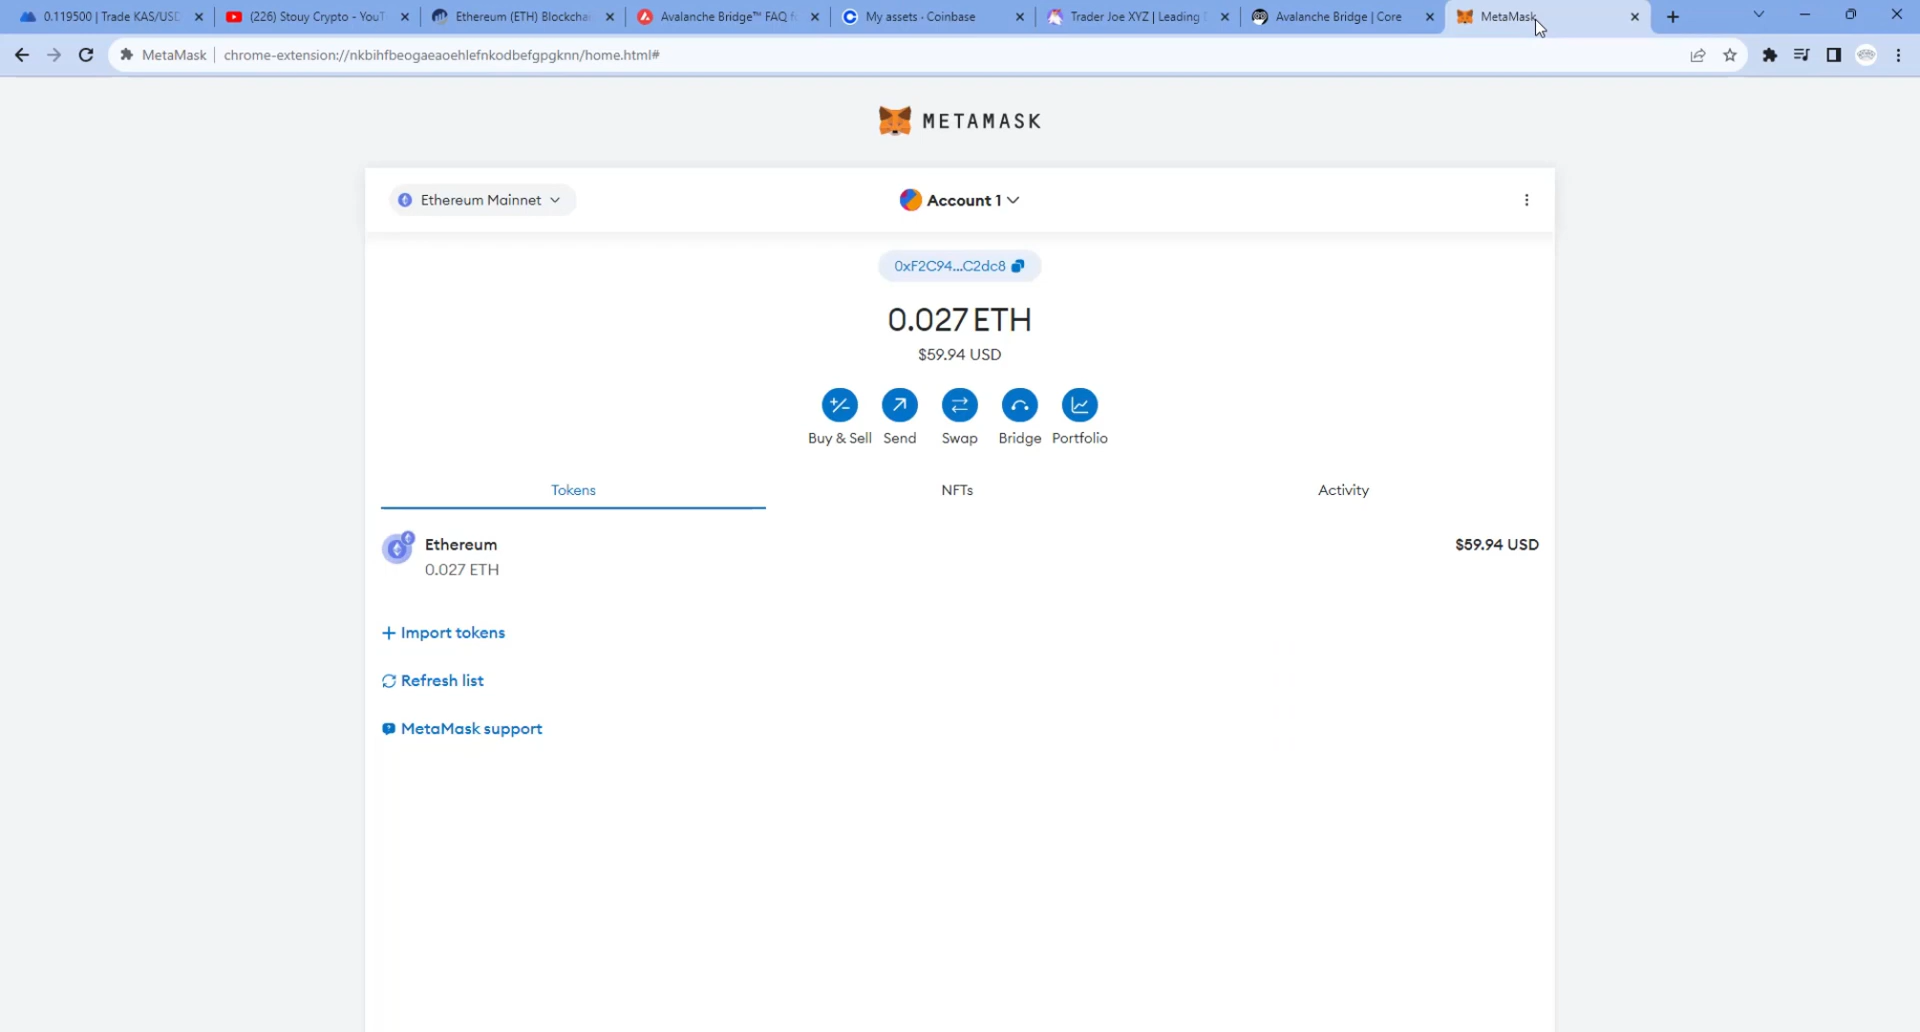 0.119500 | Trade KAS/USD
(226) Stouy Crypto - YouT
Ethereum (ETH) Blockcha
Avalanche Bridge™ FAQ f
My assets - Coinbase
Trader Joe XYZ | Leading
Avalanche Bridge | Core
MetaMask
MetaMask
chrome-extension://nkbihfbeogaeaoehlefnkodbefgpgknn/home.html#
METAMASK
Ethereum Mainnet
Account 1
0xF2C94...C2dc8
0.027 ETH
$59.94 USD
Buy & Sell
Send
Swap
Bridge
Portfolio
Tokens
NFTs
Activity
Ethereum
$59.94 USD
0.027 ETH
+ Import tokens
Refresh list
MetaMask support